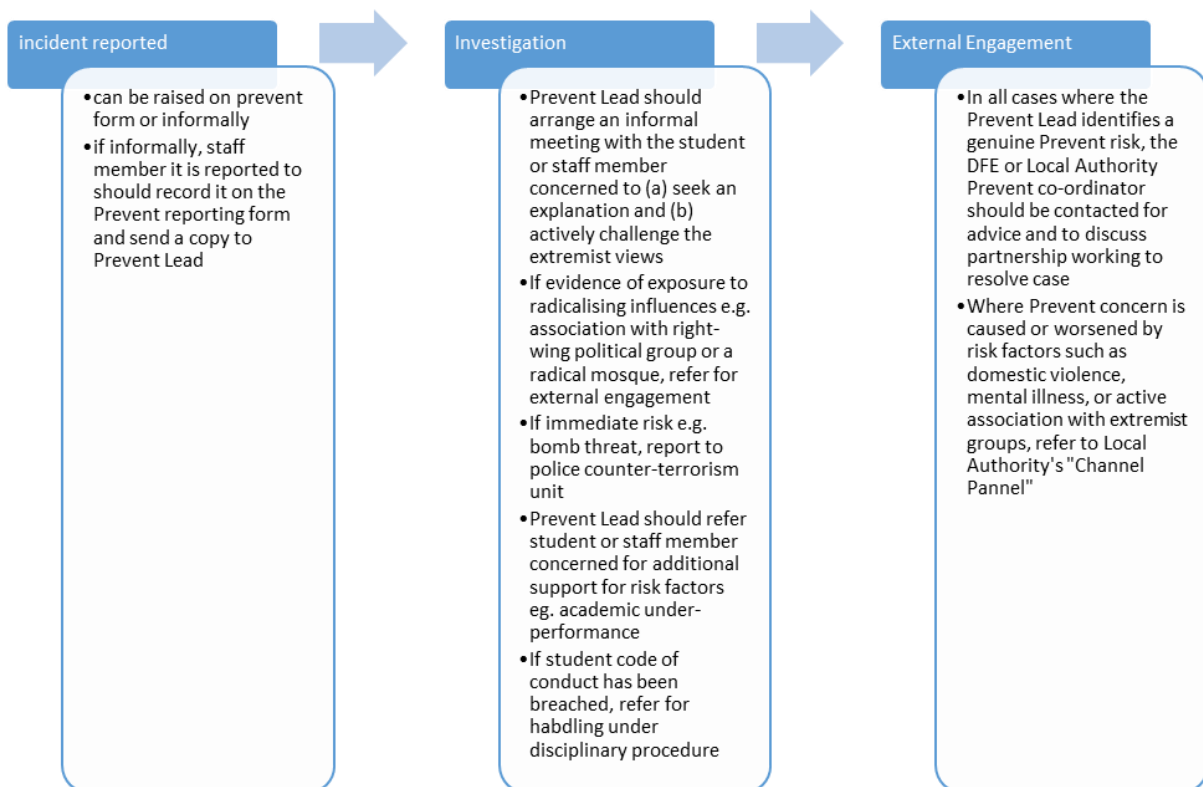 incident reported
•can be raised on prevent
form or informally
•if informally, staff
member it is reported to
should record it on the
Prevent reporting form
and send a copy to
Prevent Lead
Investigation
•Prevent Lead should
arrange an informal
meeting with the student
or staff member
concerned to (a) seek an
explanation and (b)
actively challenge the
extremist views
•If evidence of exposure to
radicalising influences e.g.
association with right-
wing political group or a
radical mosque, refer for
external engagement
•If immediate risk e.g.
bomb threat, report to
police counter-terrorism
unit
•Prevent Lead should refer
student or staff member
concerned for additional
support for risk factors
eg. academic under-
performance
•If student code of
conduct has been
breached, refer for
habdling under
disciplinary procedure
External Engagement
•In all cases where the
Prevent Lead identifies a
genuine Prevent risk, the
DFE or Local Authority
Prevent co-ordinator
should be contacted for
advice and to discuss
partnership working to
resolve case
•Where Prevent concern is
caused or worsened by
risk factors such as
domestic violence,
mental illness, or active
association with extremist
groups, refer to Local
Authority's "Channel
Pannel"